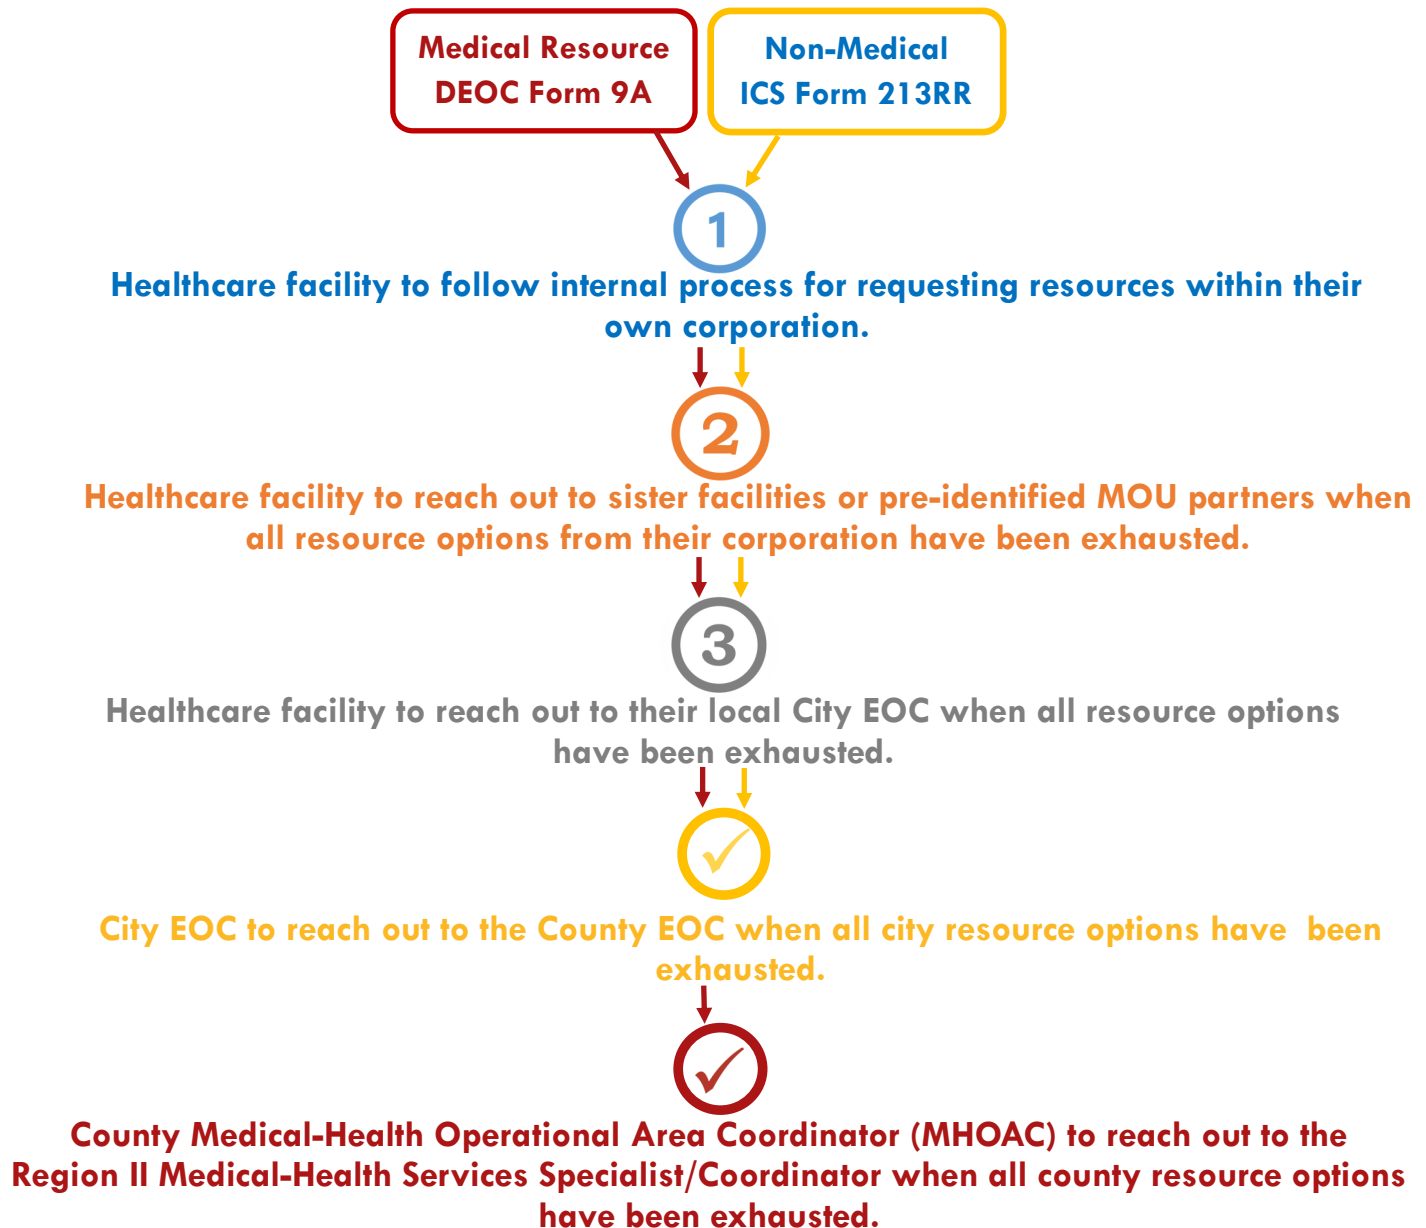 Medical Resource
DEOC Form 9A
Non-Medical
ICS Form 213RR
1
Healthcare facility to follow internal process for requesting resources within their
own corporation.
2
Healthcare facility to reach out to sister facilities or pre-identified MOU partners when
all resource options from their corporation have been exhausted.
3
Healthcare facility to reach out to their local City EOC when all resource options
have been exhausted.
City EOC to reach out to the County EOC when all city resource options have  been
exhausted.
County Medical-Health Operational Area Coordinator (MHOAC) to reach out to the
Region II Medical-Health Services Specialist/Coordinator when all county resource options
have been exhausted.